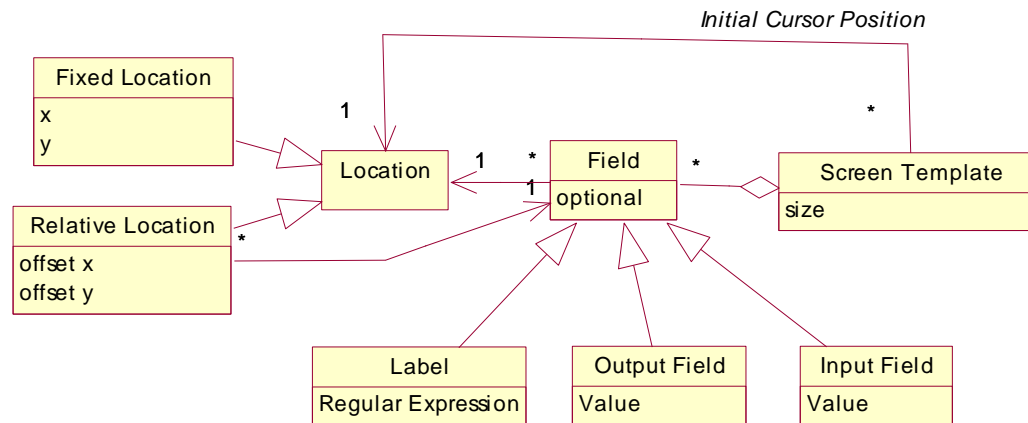 Initial Cursor Position
Fixed Location
x
y
1
*
Location
1
*
1
Field
optional
*
Screen Template
size
Relative Location
*
offset x
offset y
Label
Regular Expression
Output Field
Value
Input Field
Value